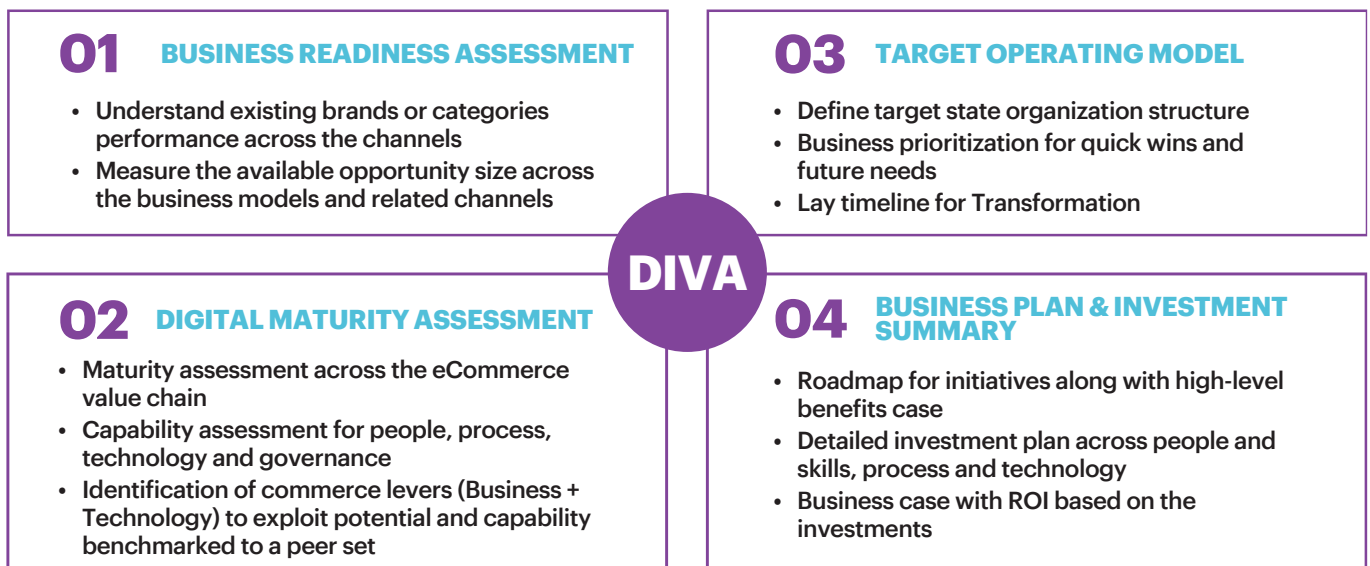 01 BUSINESS READINESS ASSESSMENT
• Understand existing brands or categories
performance across the channels
• Measure the available opportunity size across
the business models and related channels
02 DIGITAL MATURITY ASSESSMENT
• Maturity assessment across the eCommerce
value chain
• Capability assessment for people, process,
technology and governance
• Identification of commerce levers (Business +
Technology) to exploit potential and capability
benchmarked to a peer set
DIVA
03 TARGET OPERATING MODEL
• Define target state organization structure
• Business prioritization for quick wins and
future needs
• Lay timeline for Transformation
04 BUSINESS PLAN & INVESTMENT
SUMMARY
• Roadmap for initiatives along with high-level
benefits case
• Detailed investment plan across people and
skills, process and technology
• Business case with ROI based on the
investments